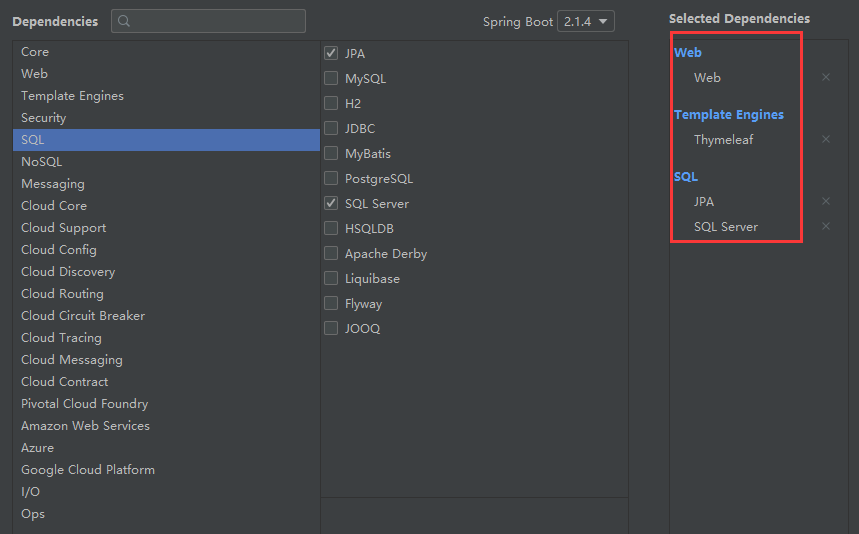 Dependencies
Spring Boot 2.1.4
Selected Dependencies
Core
Web
Template Engines
Security
SQL
NoSQL
Messaging
Cloud Core
Cloud Support
Cloud Config
Cloud Discovery
Cloud Routing
Cloud Circuit Breaker
Cloud Tracing
Cloud Messaging
Cloud Contract
Pivotal Cloud Foundry
Amazon Web Services
Azure
Google Cloud Platform
I/O
Ops
JPA
MySQL
H2
JDBC
MyBatis
PostgreSQL
SQL Server
HSQLDB
Apache Derby
Liquibase
Flyway
JOOQ
Web
Web
Template Engines
Thymeleaf
SQL
JPA
SQL Server